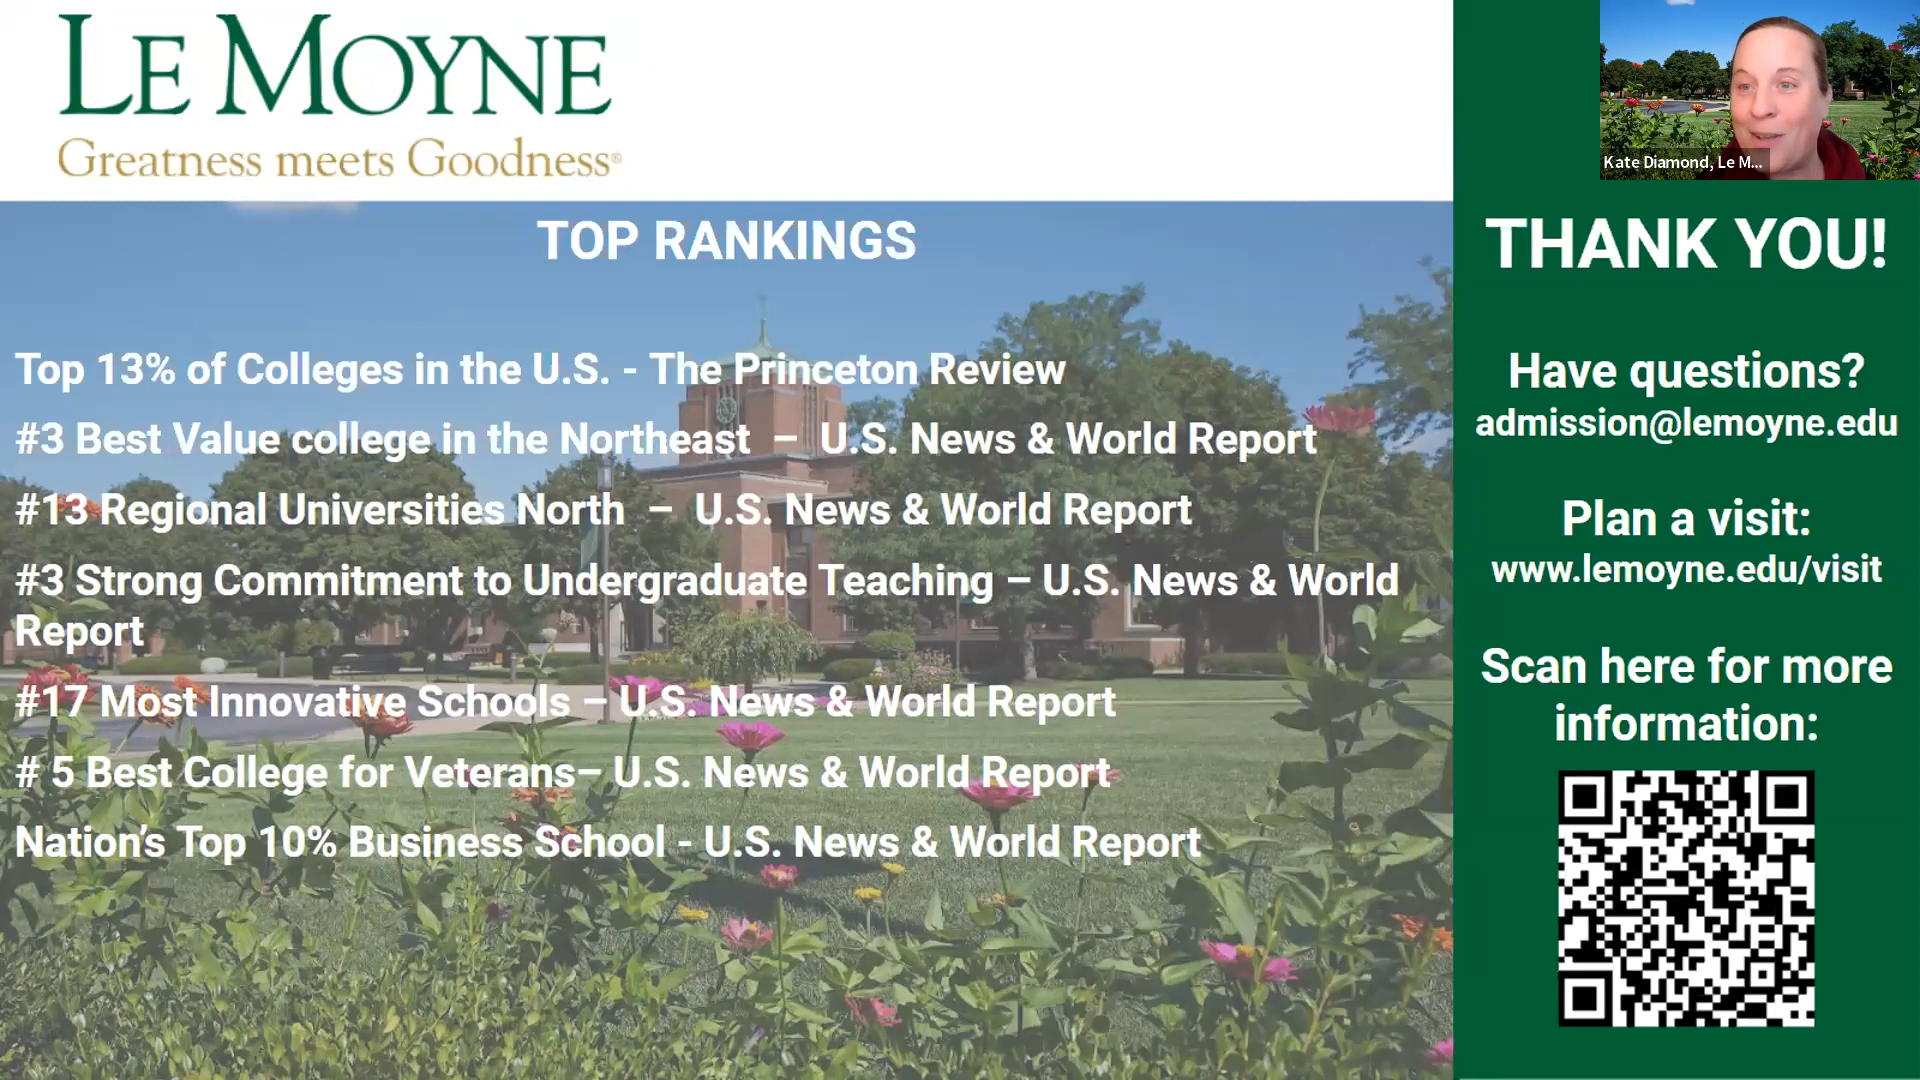 LE MOYNE
Greatness meets Goodness®
TOP RANKINGS
Top 13% of Colleges in the U.S. - The Princeton Review
#3 Best Value college in the Northeast – U.S. News & World Report
#13 Regional Universities North – U.S. News & World Report
#3 Strong Commitment to Undergraduate Teaching – U.S. News & World
Report
#17 Most Innovative Schools – U.S. News & World Report
# 5 Best College for Veterans– U.S. News & World Report
Nation’s Top 10% Business School - U.S. News & World Report
Kate Diamond, Le M...
THANK YOU!
Have questions?
admission@lemoyne.edu
Plan a visit:
www.lemoyne.edu/visit
Scan here for more
information: